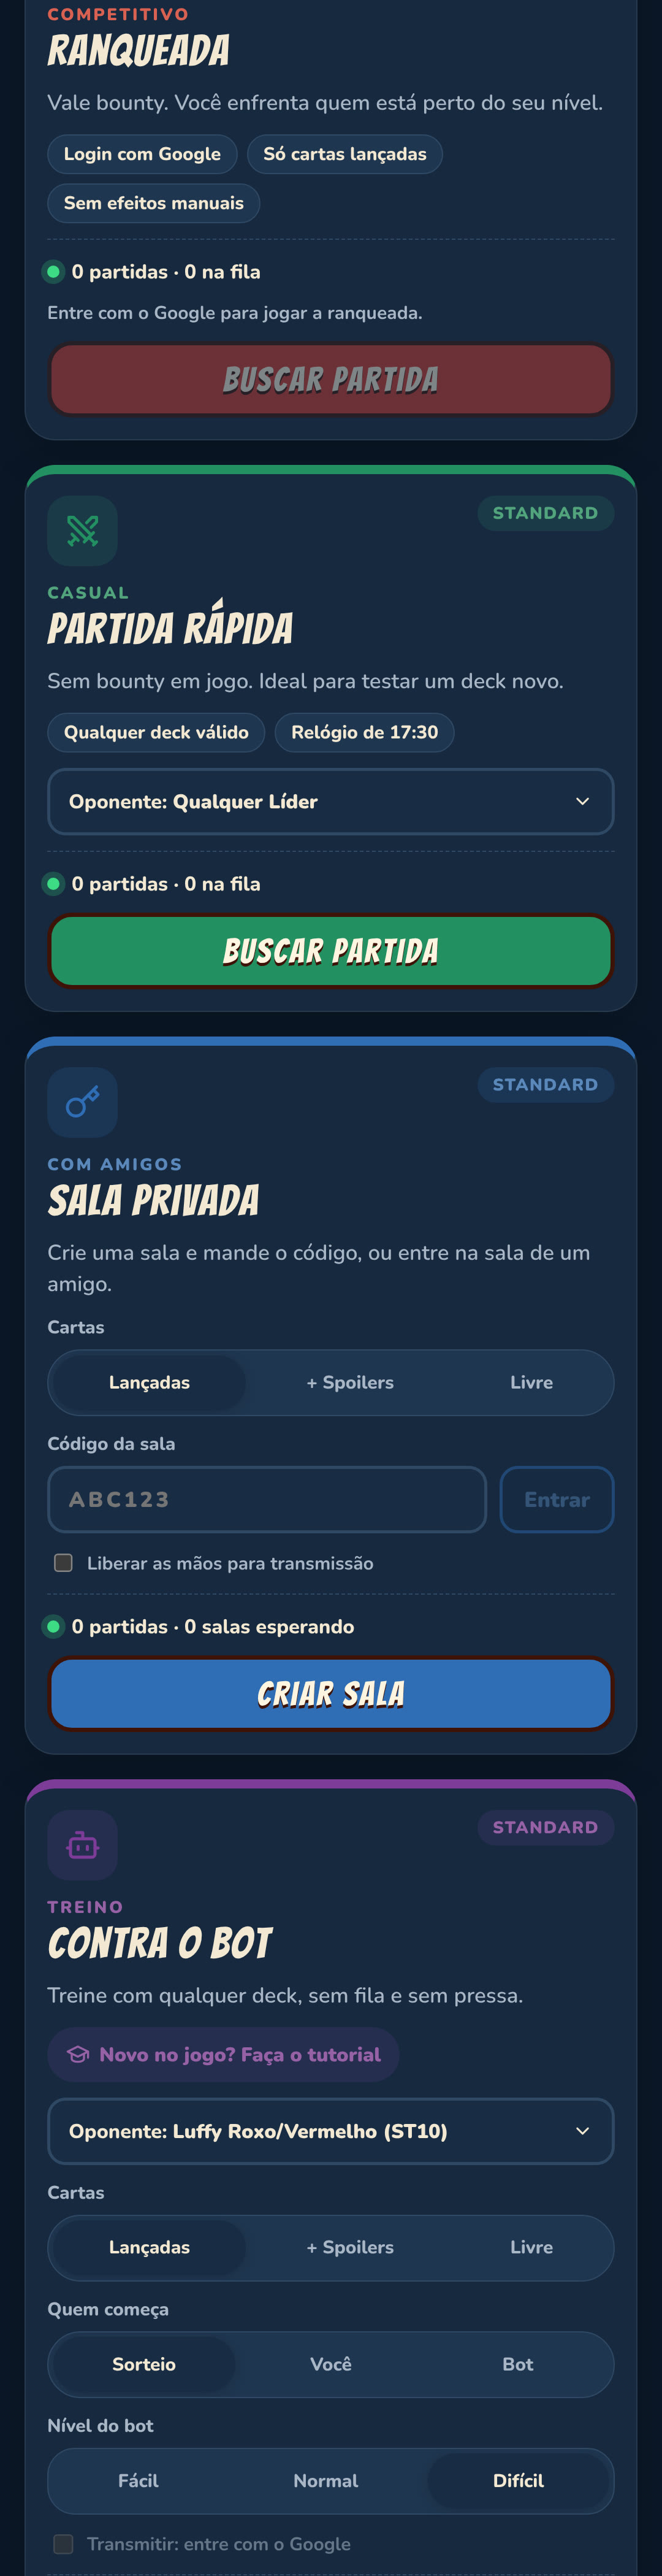 COMPETITIVO
RANQUEADA
Vale bounty. Você enfrenta quem está perto do seu nível.
Login com Google
Só cartas lançadas
Sem efeitos manuais
0 partidas · 0 na fila
Entre com o Google para jogar a ranqueada.
BUSCAR PARTIDA
STANDARD
CASUAL
PARTIDA RÁPIDA
Sem bounty em jogo. Ideal para testar um deck novo.
Qualquer deck válido
Relógio de 17:30
Oponente: Qualquer Líder
0 partidas · 0 na fila
BUSCAR PARTIDA
STANDARD
COM AMIGOS
SALA PRIVADA
Crie uma sala e mande o código, ou entre na sala de um
amigo.
Cartas
Lançadas
+ Spoilers
Livre
Código da sala
ABC123
Entrar
Liberar as mãos para transmissão
0 partidas · 0 salas esperando
CRIAR SALA
STANDARD
TREINO
CONTRA O BOT
Treine com qualquer deck, sem fila e sem pressa.
Novo no jogo? Faça o tutorial
Oponente: Luffy Roxo/Vermelho (ST10)
Cartas
Lançadas
+ Spoilers
Livre
Quem começa
Sorteio
Você
Bot
Nível do bot
Fácil
Normal
Difícil
Transmitir: entre com o Google